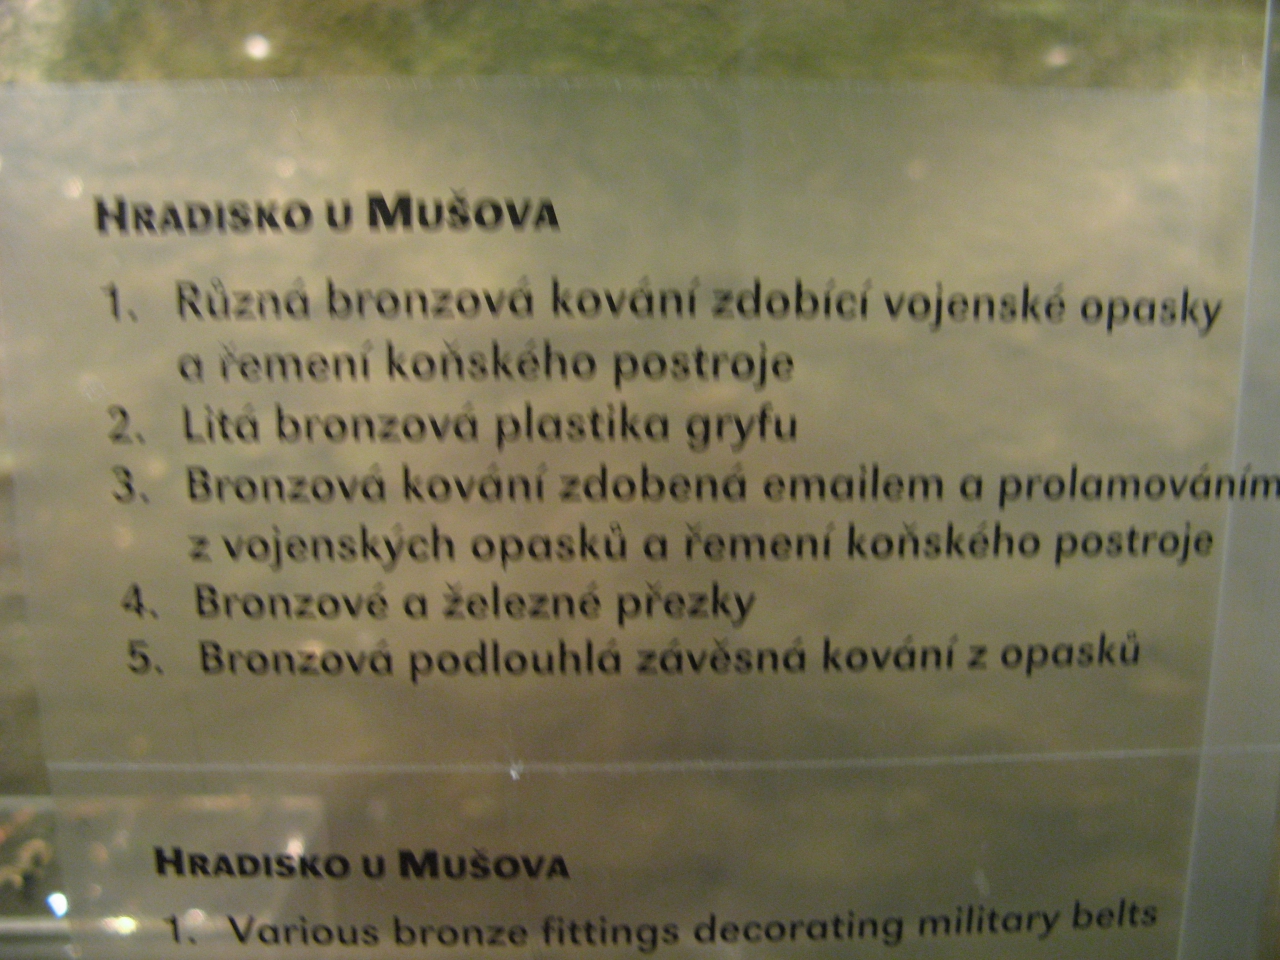 HRADISKO U MUŠOVA
1. Různá bronzová kování zdobící vojenské opasky
a řemení koňského postroje
2. Litá bronzová plastika gryfu
3. Bronzová kování zdobená emailem a prolamováním
z vojenských opasků a řemení koňského postroje
4. Bronzové a železné přezky
5. Bronzová podlouhlá závěsná kování z opasků
HRADISKO U MUŠOVA
1. Various bronze fittings decorating military belts